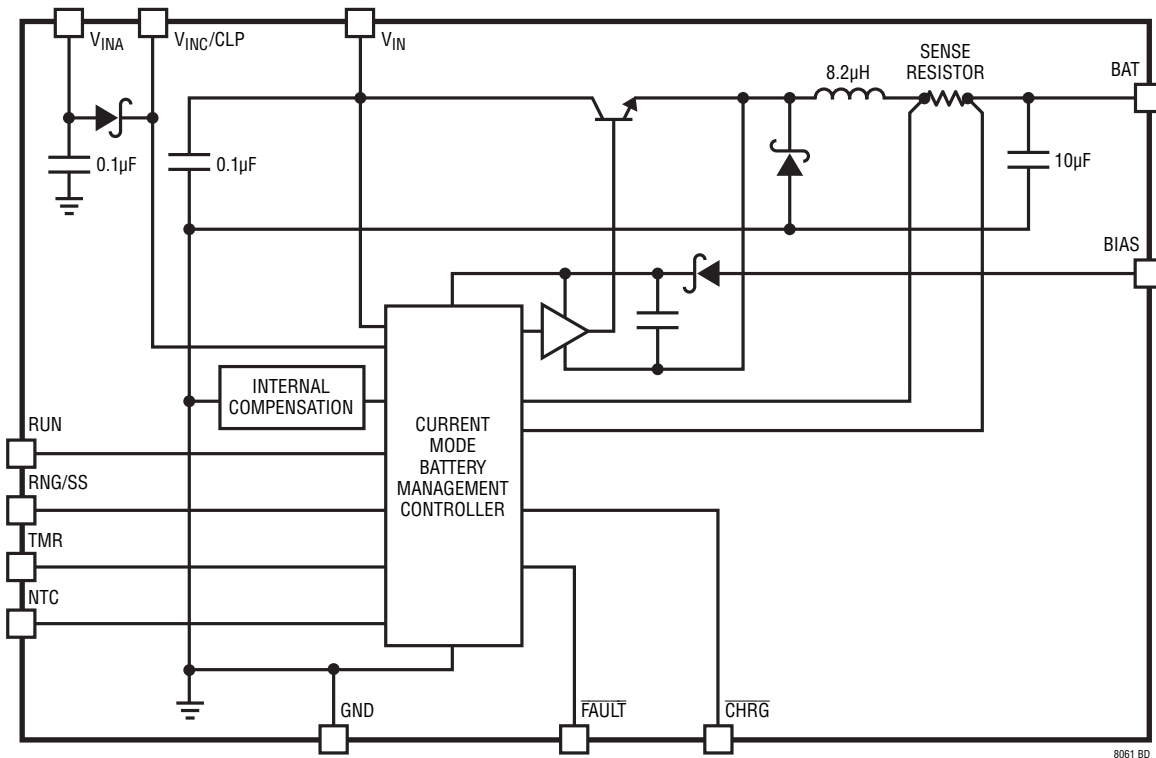 VINA
VINC/CLP
VIN
8.2µH
SENSE
RESISTOR
BAT
0.1µF
0.1µF
10µF
BIAS
INTERNAL
COMPENSATION
CURRENT
MODE
BATTERY
MANAGEMENT
CONTROLLER
RUN
RNG/SS
TMR
NTC
GND
FAULT
CHRG
8061 BD